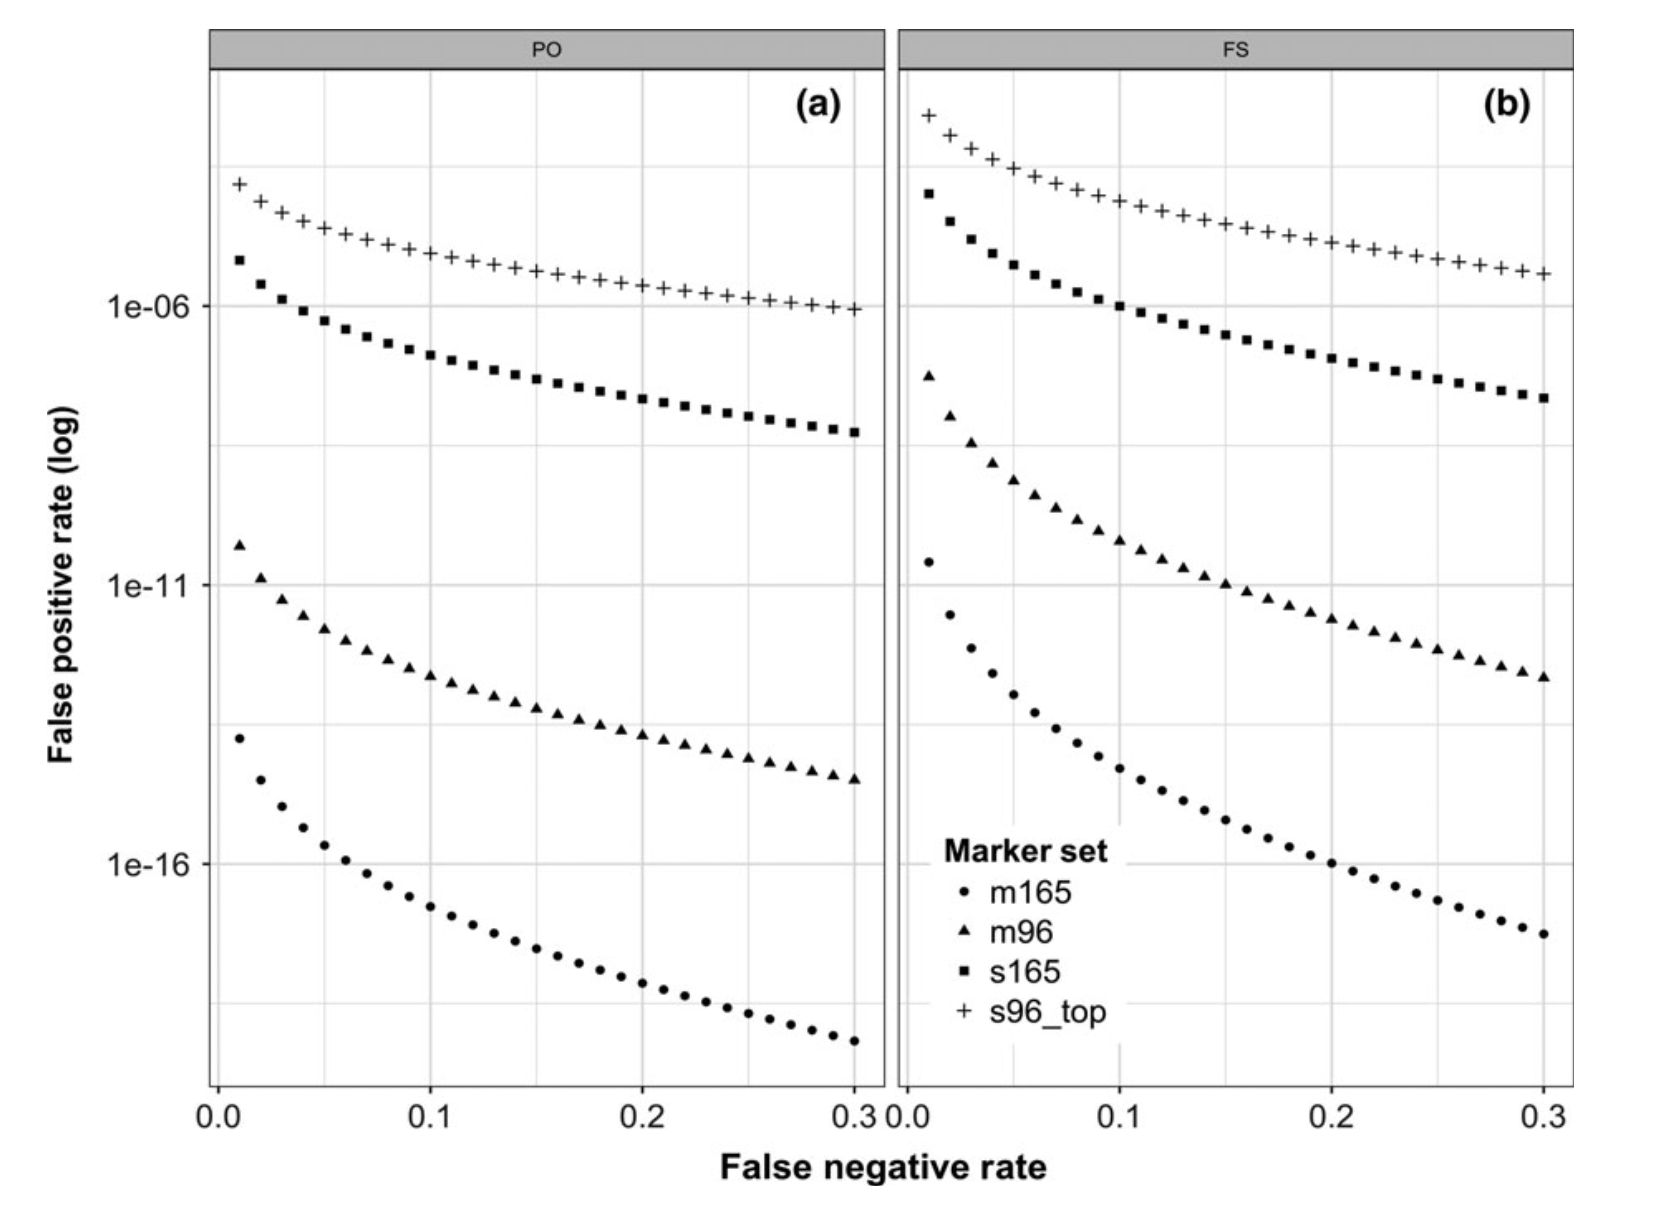 PO
FS
(a)
(b)
1e-06
1e-11
1e-16
False positive rate (log)
Marker set
m165
m96
s165
s96_top
0.0 0.1 0.2 0.3 0.0 0.1 0.2 0.3
False negative rate